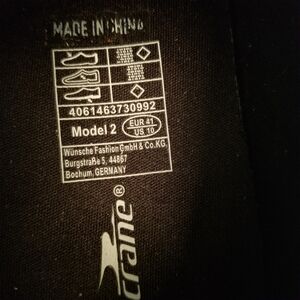 MADE IN CHINA
4061463730992
Model 2
EUR 41
US 10
Wünsche Fashion GmbH & Co.KG
Burgstraße 5, 44867
Bochum, GERMANY
crane®